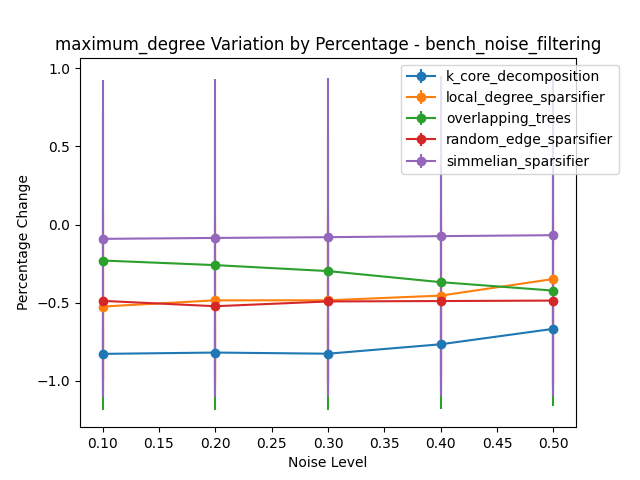 maximum_degree Variation by Percentage - bench_noise_filtering
k_core_decomposition
local_degree_sparsifier
overlapping_trees
random_edge_sparsifier
simmelian_sparsifier
Percentage Change
1.0
0.5
0.0
−0.5
−1.0
0.10 0.15 0.20 0.25 0.30 0.35 0.40 0.45 0.50
Noise Level